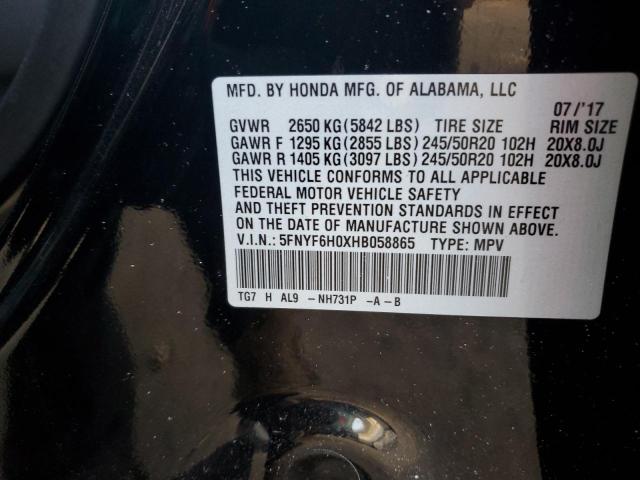 MFD. BY HONDA MFG. OF ALABAMA, LLC
07/'17
GVWR 2650 KG(5842 LBS) TIRE SIZE RIM SIZE
GAWR F 1295 KG(2855 LBS) 245/50R20 102H 20X8.0J
GAWR R 1405 KG(3097 LBS) 245/50R20 102H 20X8.0J
THIS VEHICLE CONFORMS TO ALL APPLICABLE
FEDERAL MOTOR VEHICLE SAFETY
AND THEFT PREVENTION STANDARDS IN EFFECT
ON THE DATE OF MANUFACTURE SHOWN ABOVE.
V.I.N.: 5FNYF6H0XHB058865 TYPE: MPV
TG7 H AL9 -NH731P -A-B